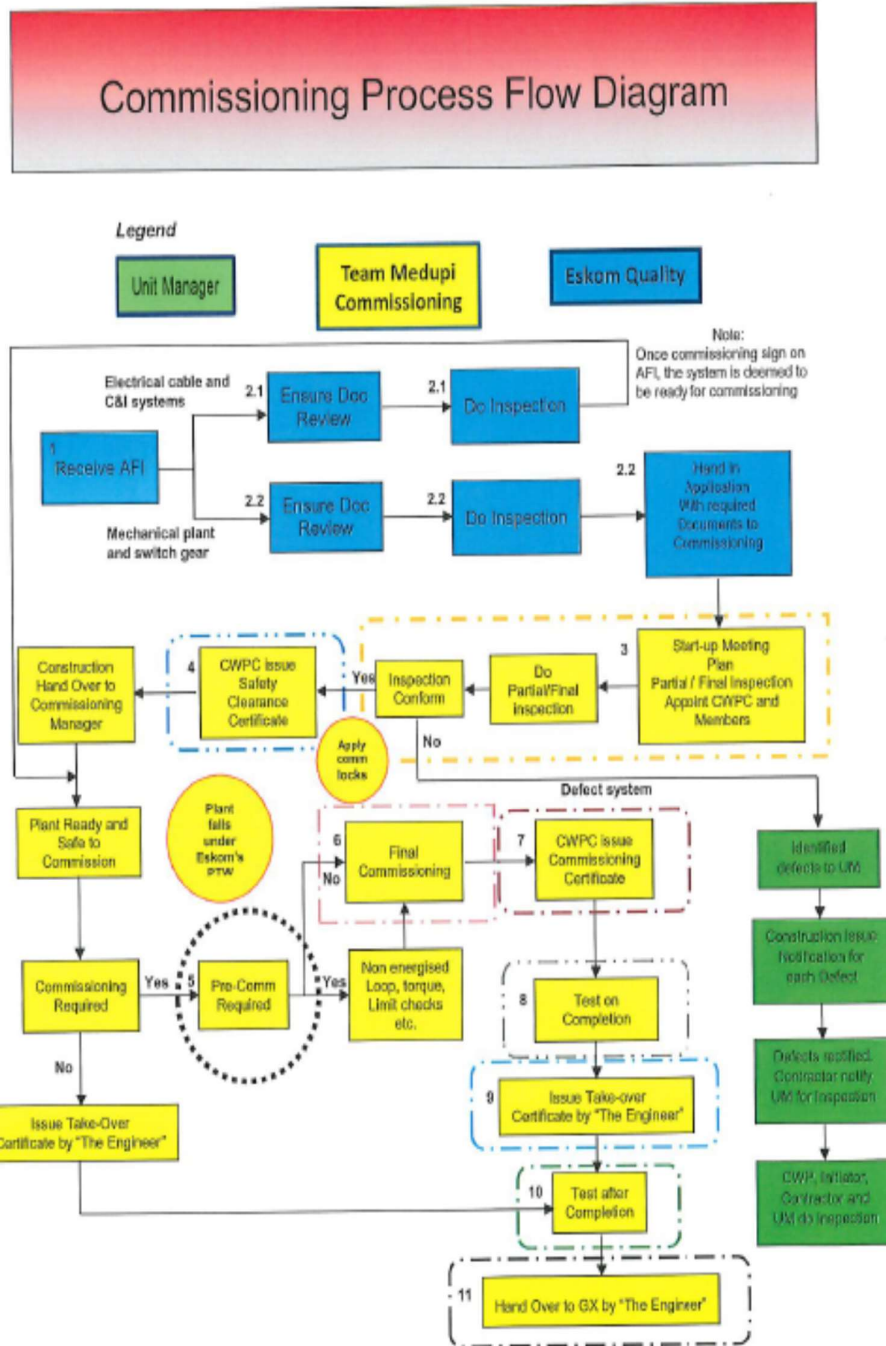 Commissioning Process Flow Diagram
Legend
Unit Manager
Team Medupi
Commissioning
Eskom Quality
Note:
Once commissioning sign on
AFI, the system is deemed to
be ready for commissioning
Electrical cable and
C&I systems
2.1
Ensure Doc
Review
2.1
Do Inspection
1
Receive AFI
2.2
Ensure Doc
Review
2.2
Do Inspection
2.2
Hand in
Application
With required
Documents to
Commissioning
Mechanical plant
and switch gear
3
Start-up Meeting
Plan
Partial / Final Inspection
Appoint CWPC and
Members
Do
Partial/Final
inspection
Inspection
Conform
Yes
No
4
CWPC Issue
Safety
Clearance
Certificate
Construction
Hand Over to
Commissioning
Manager
Apply
comm
locks
Defect system
Plant Ready and
Safe to
Commission
Plant
falls
under
Eskom's
PTW
6
No
Final
Commissioning
7
CWPC Issue
Commissioning
Certificate
Identified
defects to UM
Construction Issue
Notification for
each Defect
Defects rectified.
Contractor notify
UM for Inspection
CWP, Initiator,
Contractor and
UM do Inspection
Commissioning
Required
Yes
5
Pre-Comm
Required
Yes
Non energised
Loop, torque,
Limit checks
etc.
8
Test on
Completion
No
Issue Take-Over
Certificate by "The Engineer"
9
Issue Take-over
Certificate by "The Engineer"
10
Test after
Completion
11
Hand Over to GX by "The Engineer"